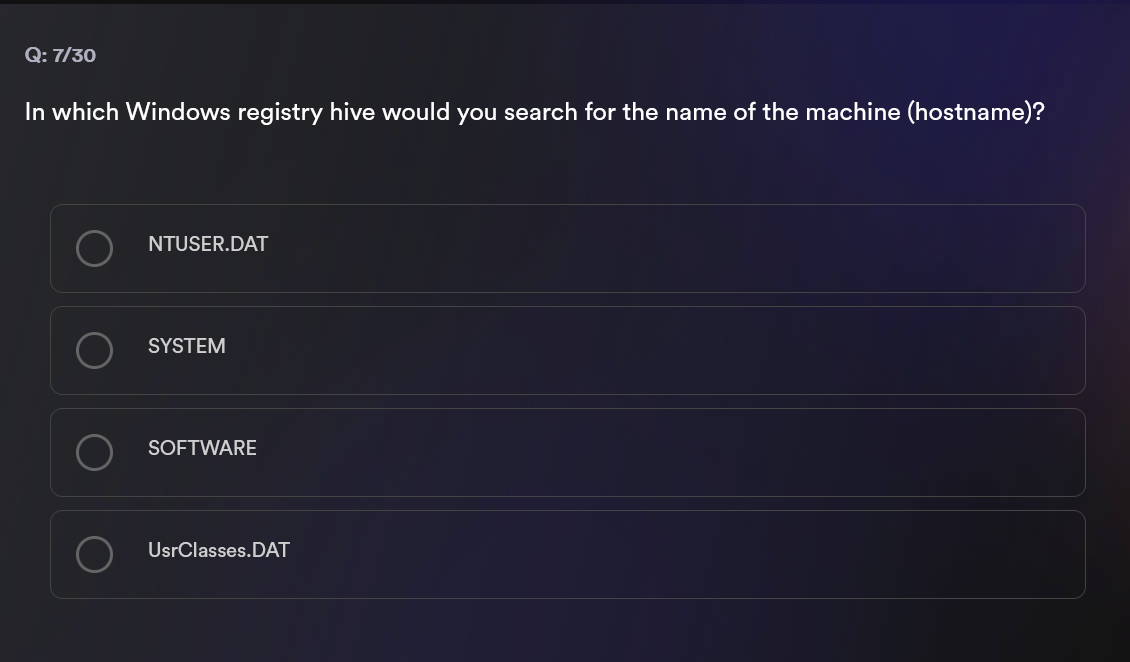 Q: 7/30
In which Windows registry hive would you search for the name of the machine (hostname)?
NTUSER.DAT
SYSTEM
SOFTWARE
UsrClasses.DAT